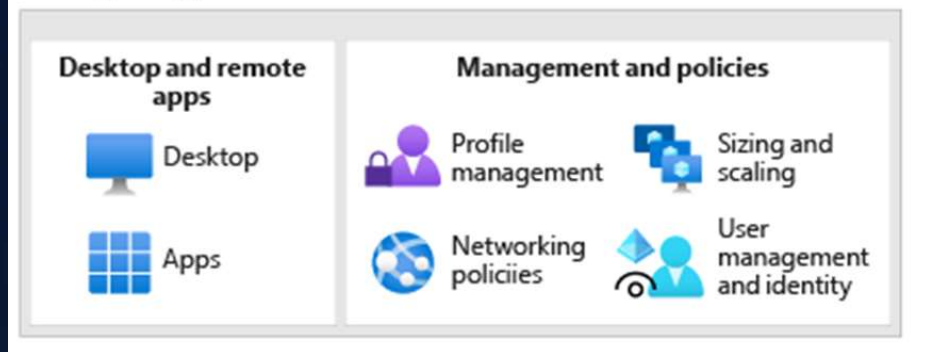 Desktop and remote
apps
Desktop
Apps
Management and policies
Profile
management
Sizing and
scaling
Networking
policiies
User
management
and identity